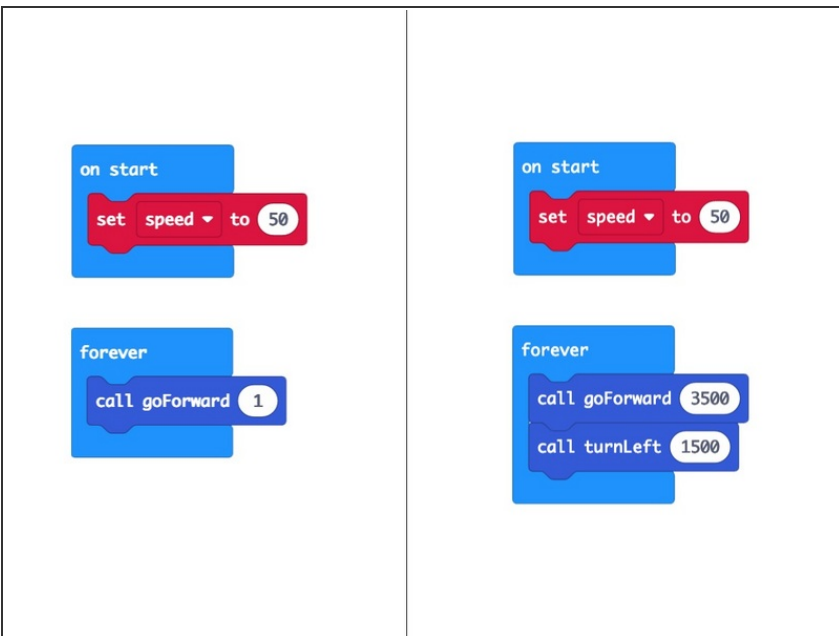 on start
set speed to 50
forever
call goForward 1
on start
set speed to 50
forever
call goForward 3500
call turnLeft 1500